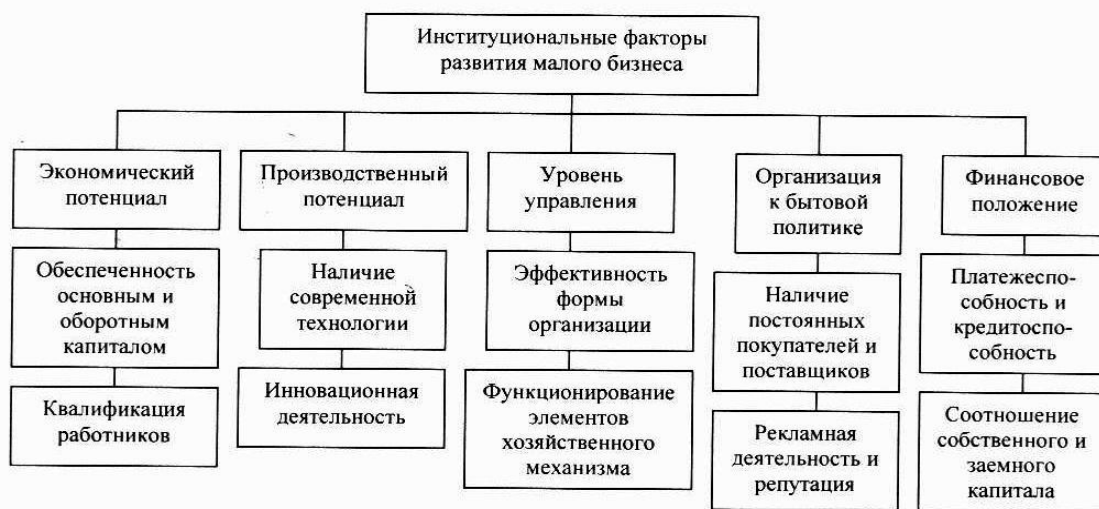 Институциональные факторы
развития малого бизнеса
Экономический
потенциал
Производственный
потенциал
Уровень
управления
Организация
к бытовой
политике
Финансовое
положение
Обеспеченность
основным и
оборотным
капиталом
Наличие
современной
технологии
Эффективность
формы
организации
Наличие
постоянных
покупателей и
поставщиков
Платежеспо-
собность и
кредитоспо-
собность
Квалификация
работников
Инновационная
деятельность
Функционирование
элементов
хозяйственного
механизма
Рекламная
деятельность и
репутация
Соотношение
собственного и
заемного
капитала